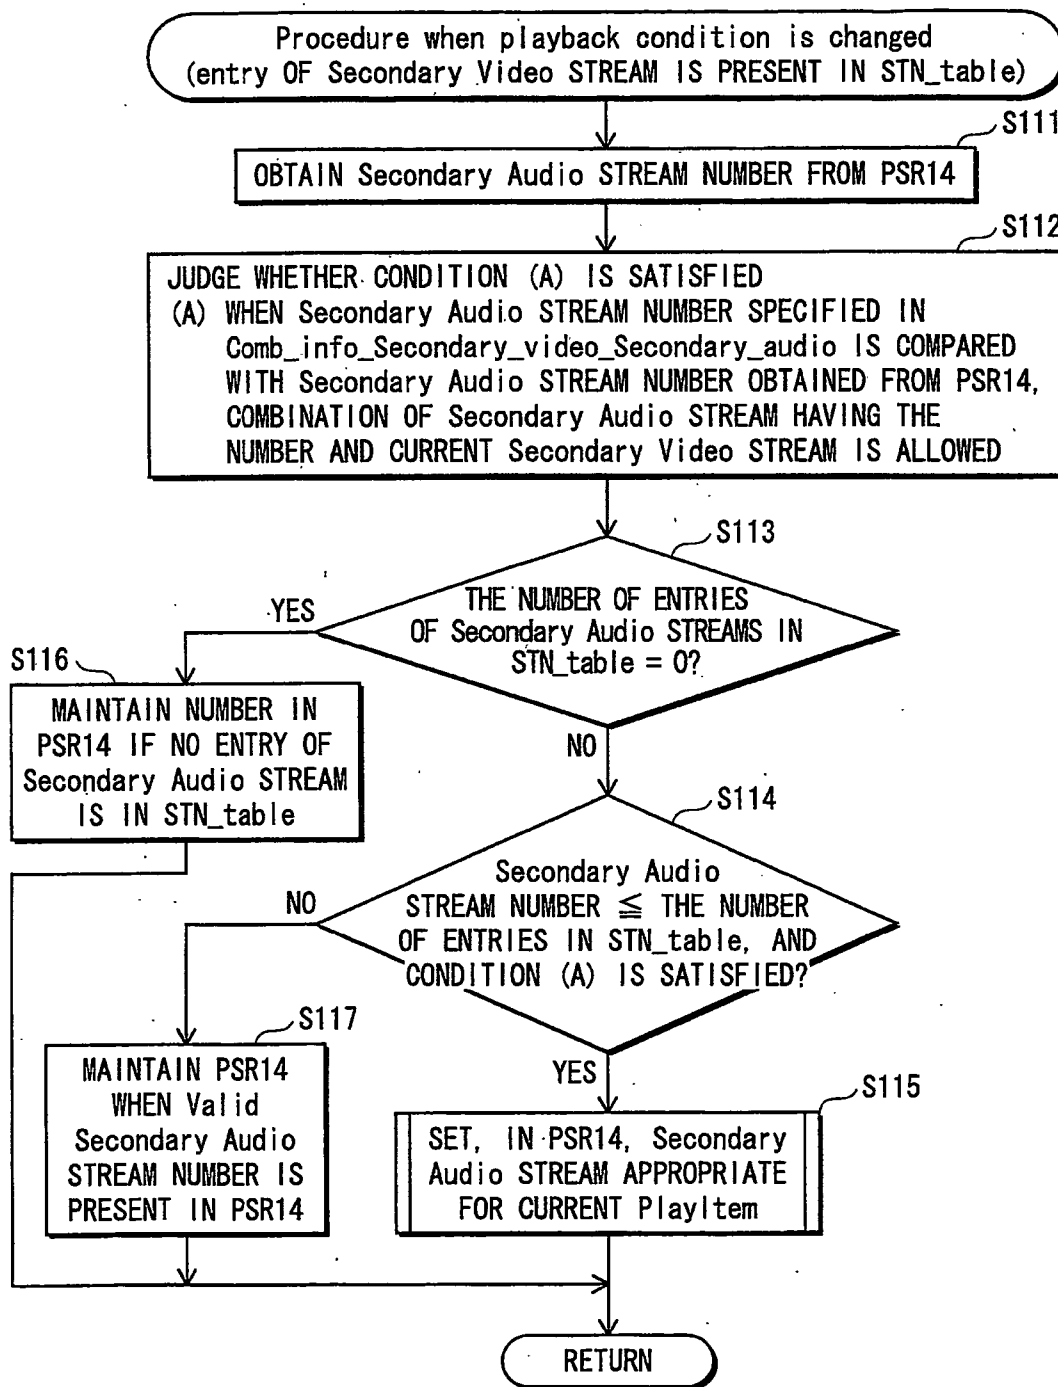 Procedure when playback condition is changed
(entry OF Secondary Video STREAM IS PRESENT IN STN_table)
S111
OBTAIN Secondary Audio STREAM NUMBER FROM PSR14
S112
JUDGE WHETHER CONDITION (A) IS SATISFIED
(A) WHEN Secondary Audio STREAM NUMBER SPECIFIED IN
Comb_info_Secondary_video_Secondary_audio IS COMPARED
WITH Secondary Audio STREAM NUMBER OBTAINED FROM PSR14,
COMBINATION OF Secondary Audio STREAM HAVING THE
NUMBER AND CURRENT Secondary Video STREAM IS ALLOWED
S113
THE NUMBER OF ENTRIES
OF Secondary Audio STREAMS IN
STN_table = 0?
YES
NO
S116
MAINTAIN NUMBER IN
PSR14 IF NO ENTRY OF
Secondary Audio STREAM
IS IN STN_table
S114
Secondary Audio
STREAM NUMBER ≦ THE NUMBER
OF ENTRIES IN STN_table, AND
CONDITION (A) IS SATISFIED?
NO
YES
S117
MAINTAIN PSR14
WHEN Valid
Secondary Audio
STREAM NUMBER IS
PRESENT IN PSR14
S115
SET, IN PSR14, Secondary
Audio STREAM APPROPRIATE
FOR CURRENT PlayItem
RETURN